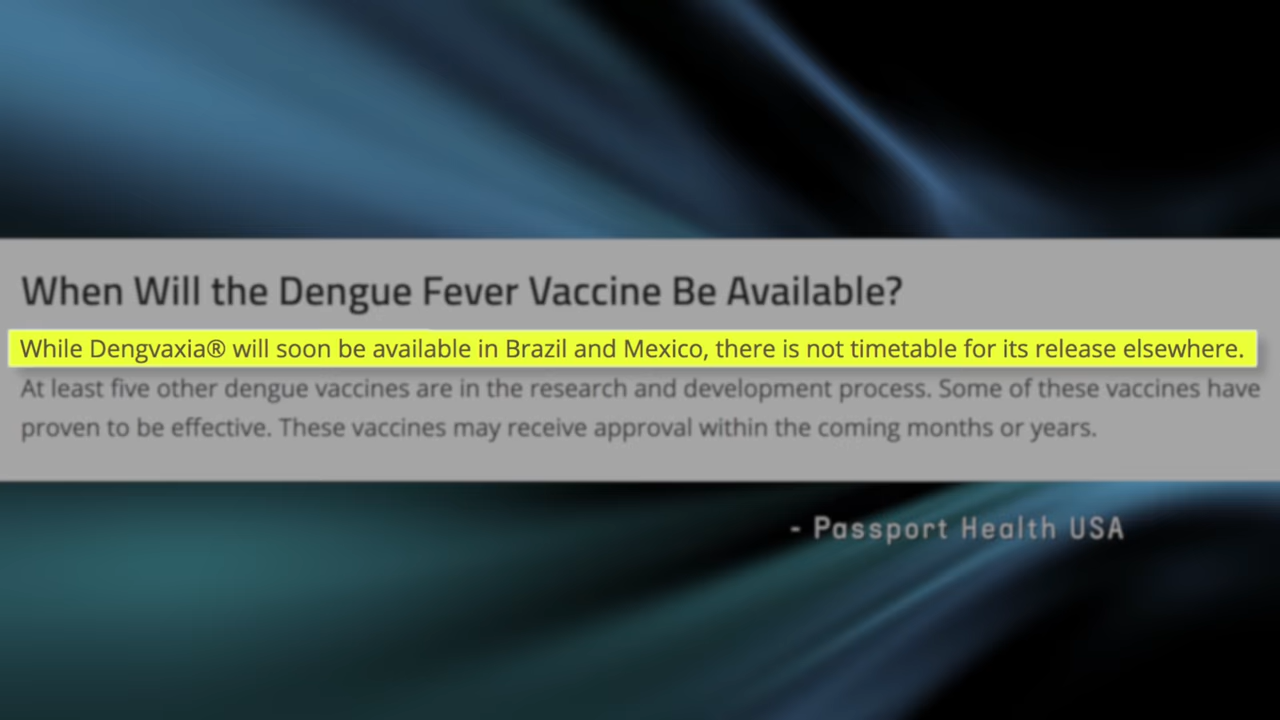 When Will the Dengue Fever Vaccine Be Available?
While Dengvaxia® will soon be available in Brazil and Mexico, there is not timetable for its release elsewhere.
At least five other dengue vaccines are in the research and development process. Some of these vaccines have
proven to be effective. These vaccines may receive approval within the coming months or years.
- Passport Health USA